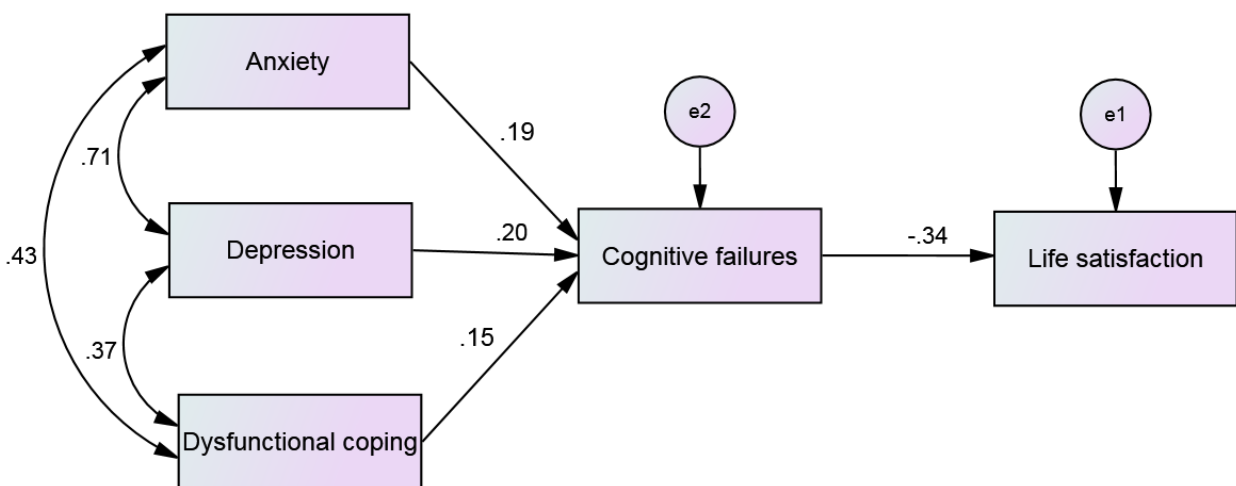 Anxiety
e2
e1
.19
.71
Depression
.20
Cognitive failures
-.34
Life satisfaction
.43
.37
.15
Dysfunctional coping